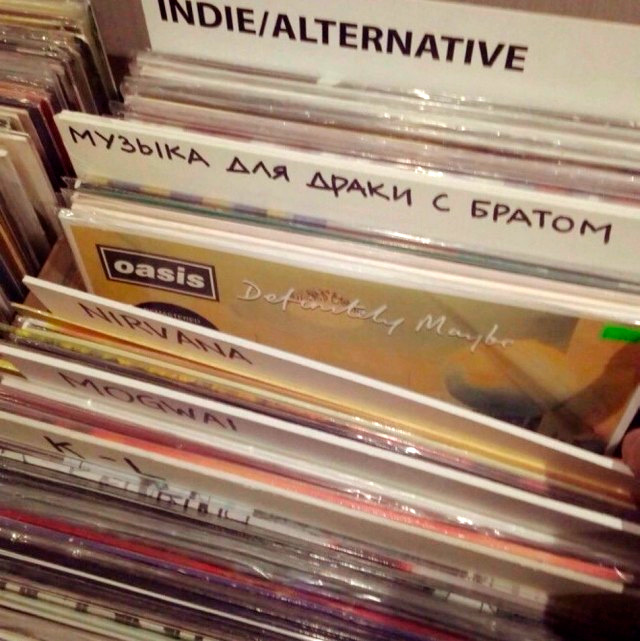 INDIE/ALTERNATIVE
МУЗЫКА ДЛЯ ДРАКИ С БРАТОМ
oasis
Definitely Maybe
NIRVANA
MOGWAI
K - L